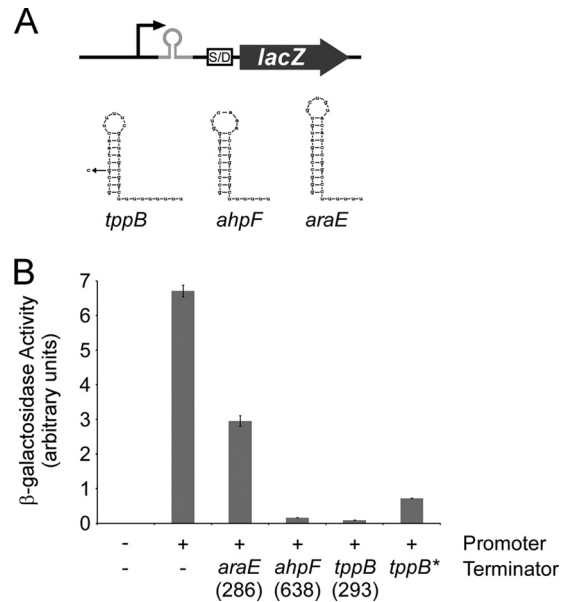 A
S/D lacZ
tppB ahpF araE
B
β-galactosidase Activity
(arbitrary units)
7
6
5
4
3
2
1
0
- + + + + + Promoter
- - araE ahpF tppB tppB* Terminator
(286) (638) (293)